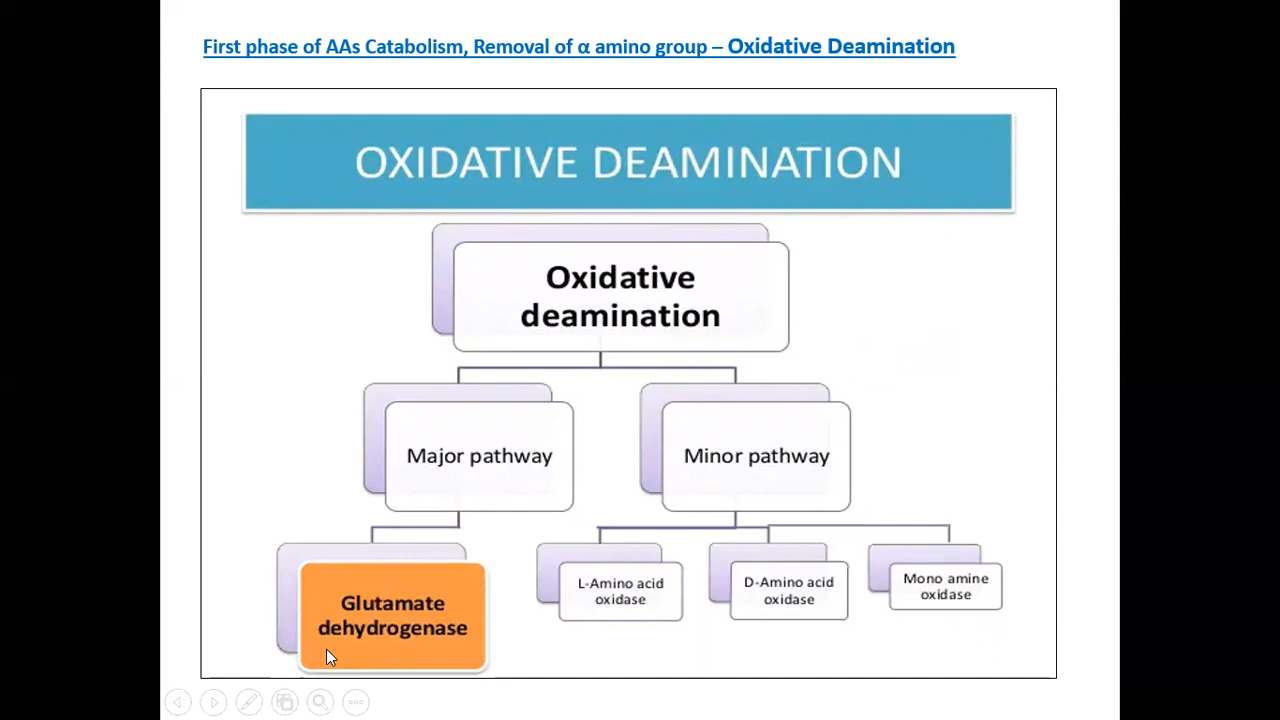 First phase of AAs Catabolism, Removal of α amino group – Oxidative Deamination
OXIDATIVE DEAMINATION
Oxidative
deamination
Major pathway
Minor pathway
Glutamate
dehydrogenase
L-Amino acid
oxidase
D-Amino acid
oxidase
Mono amine
oxidase